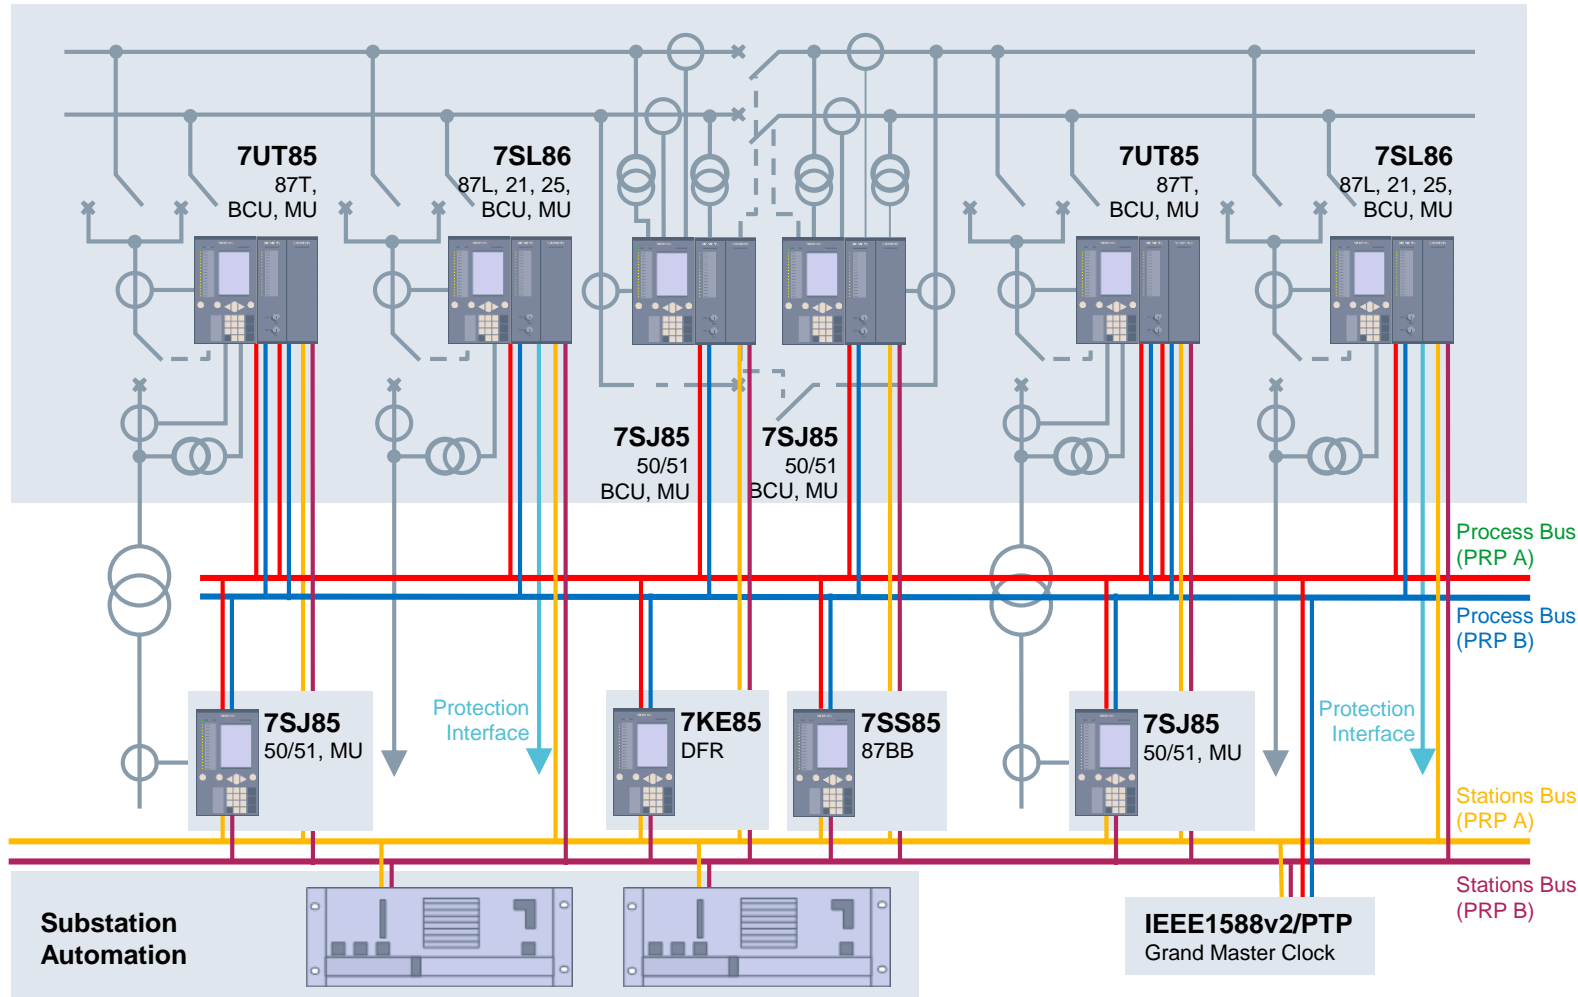 7UT85
87T,
BCU, MU
7SL86
87L, 21, 25,
BCU, MU
7UT85
87T,
BCU, MU
7SL86
87L, 21, 25,
BCU, MU
7SJ85
50/51
BCU, MU
7SJ85
50/51
BCU, MU
Process Bus
(PRP A)
Process Bus
(PRP B)
7SJ85
50/51, MU
Protection
Interface
7KE85
DFR
7SS85
87BB
7SJ85
50/51, MU
Protection
Interface
Stations Bus
(PRP A)
Stations Bus
(PRP B)
Substation
Automation
IEEE1588v2/PTP
Grand Master Clock